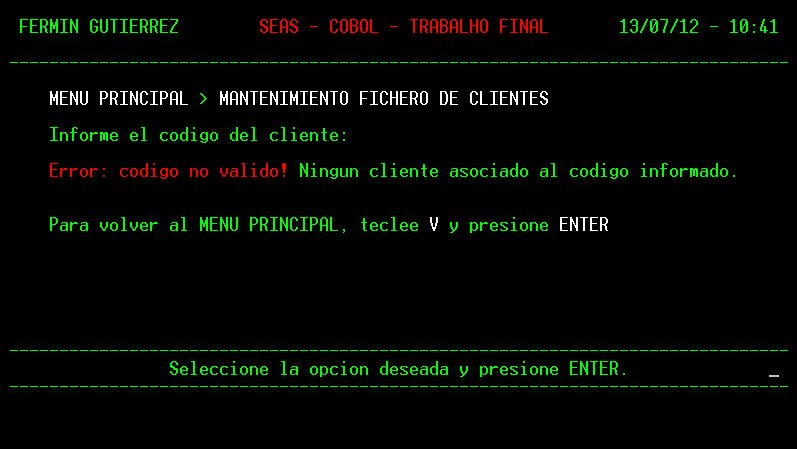 FERMIN GUTIERREZ SEAS - COBOL - TRABALHO FINAL 13/07/12 - 10:41
MENU PRINCIPAL > MANTENIMIENTO FICHERO DE CLIENTES
Informe el codigo del cliente:
Error: codigo no valido! Ningun cliente asociado al codigo informado.
Para volver al MENU PRINCIPAL, teclee V y presione ENTER
Seleccione la opcion deseada y presione ENTER. _